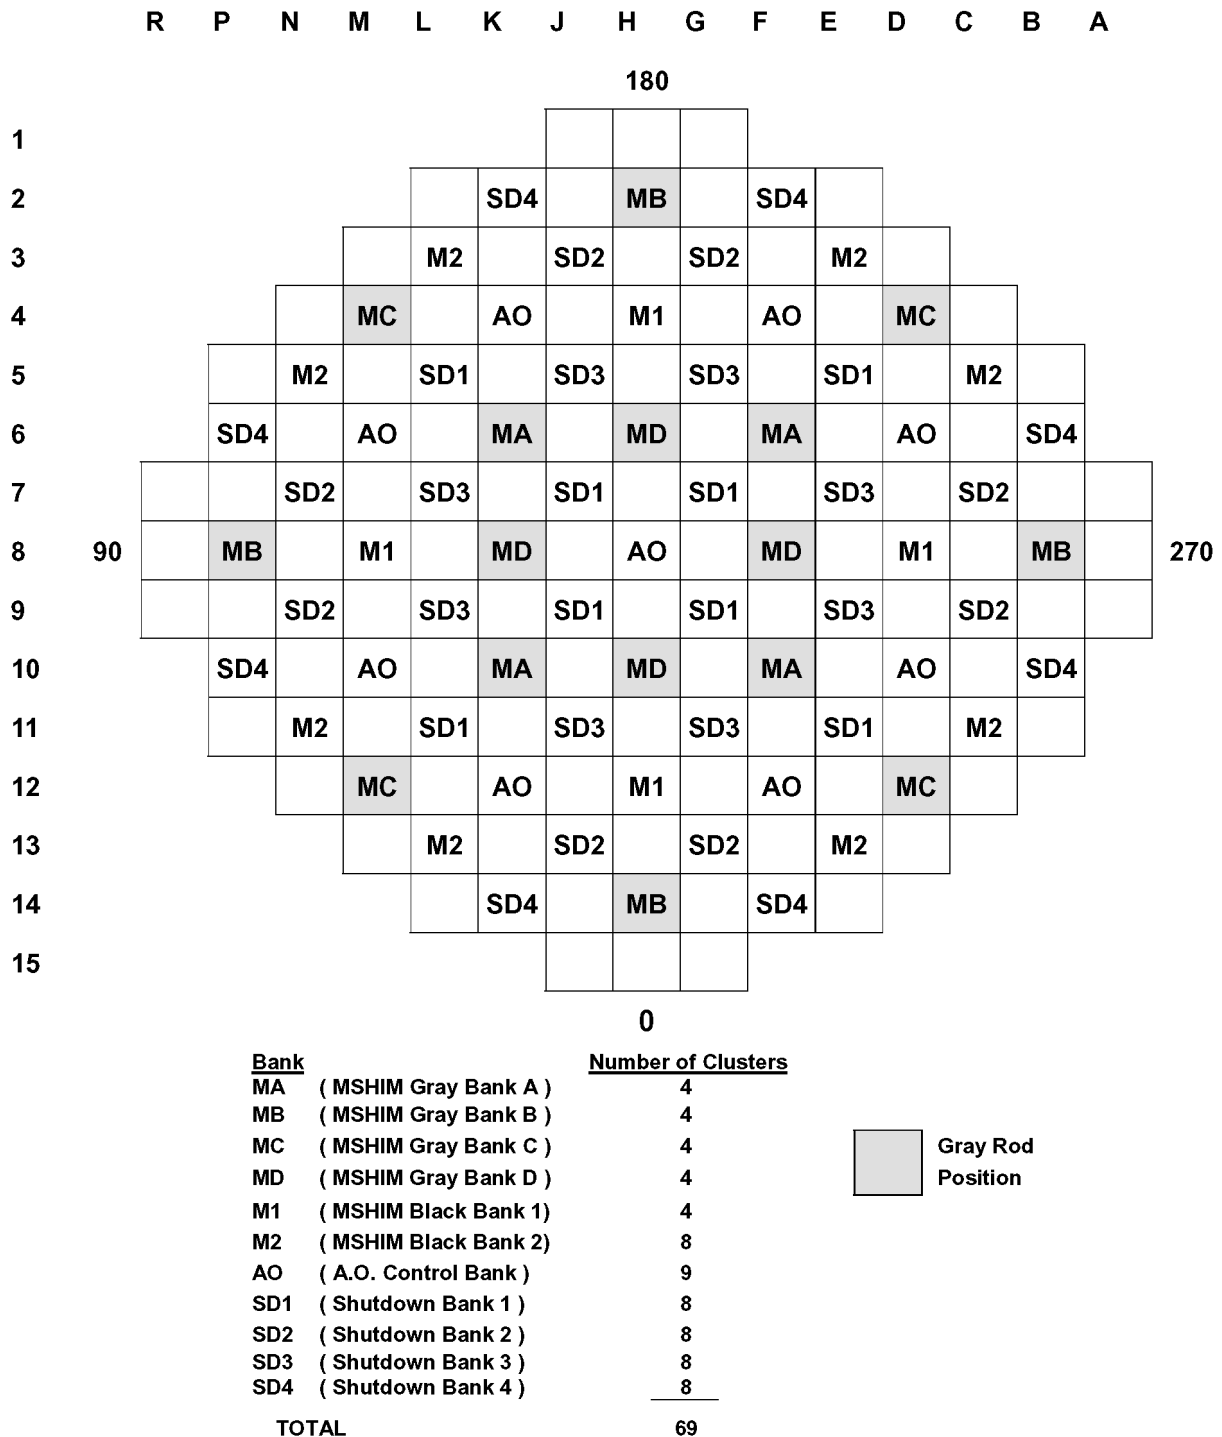 R P N M L K J H G F E D C B A
180
1
2 SD4 MB SD4
3 M2 SD2 SD2 M2
4 MC AO M1 AO MC
5 M2 SD1 SD3 SD3 SD1 M2
6 SD4 AO MA MD MA AO SD4
7 SD2 SD3 SD1 SD1 SD3 SD2
8 90 MB M1 MD AO MD M1 MB 270
9 SD2 SD3 SD1 SD1 SD3 SD2
10 SD4 AO MA MD MA AO SD4
11 M2 SD1 SD3 SD3 SD1 M2
12 MC AO M1 AO MC
13 M2 SD2 SD2 M2
14 SD4 MB SD4
15
0
Bank Number of Clusters
MA ( MSHIM Gray Bank A ) 4
MB ( MSHIM Gray Bank B ) 4
MC ( MSHIM Gray Bank C ) 4
MD ( MSHIM Gray Bank D ) 4
M1 ( MSHIM Black Bank 1) 4
M2 ( MSHIM Black Bank 2) 8
AO ( A.O. Control Bank ) 9
SD1 ( Shutdown Bank 1 ) 8
SD2 ( Shutdown Bank 2 ) 8
SD3 ( Shutdown Bank 3 ) 8
SD4 ( Shutdown Bank 4 ) 8
TOTAL 69
Gray Rod
Position